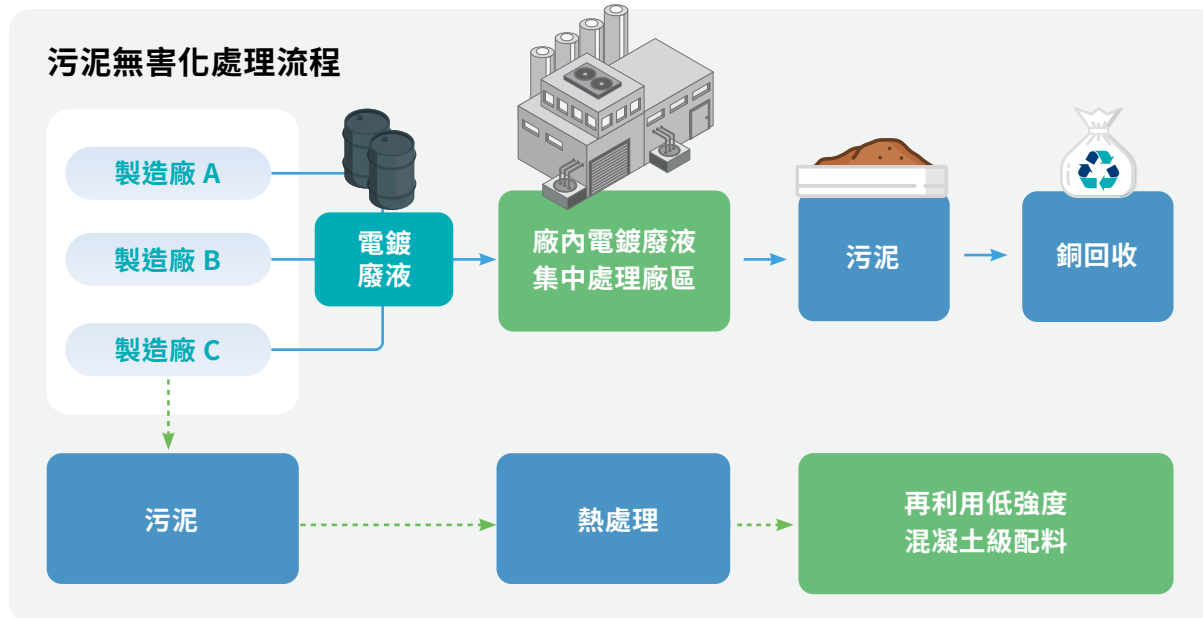 污泥無害化處理流程
製造廠 A
製造廠 B
製造廠 C
電鍍
廢液
廠內電鍍廢液
集中處理廠區
污泥
銅回收
污泥
熱處理
再利用低強度
混凝土級配料